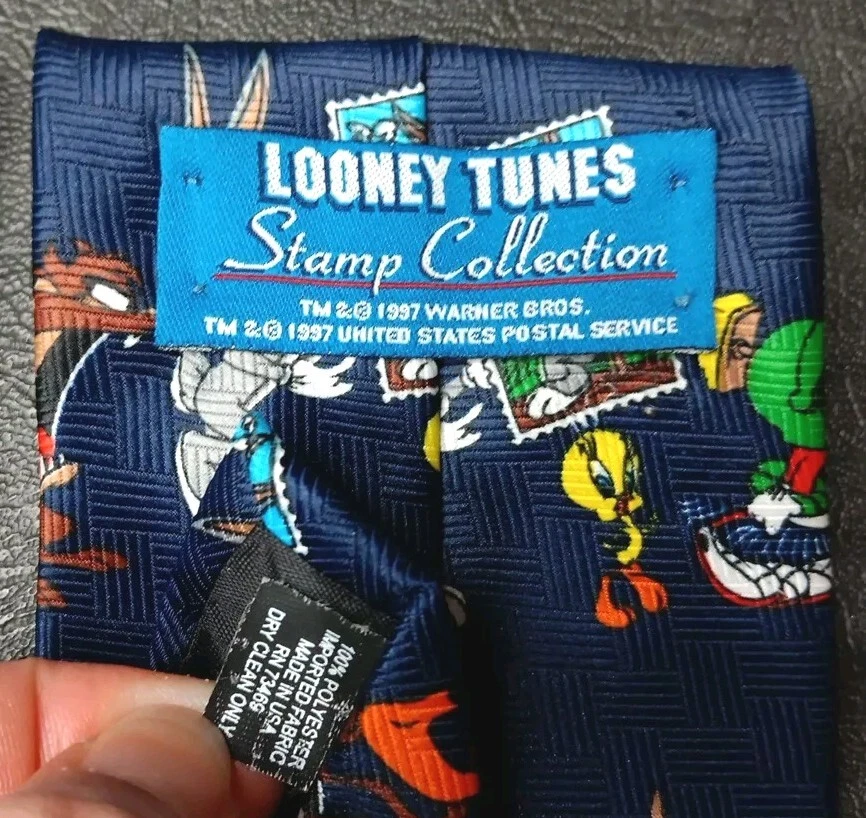 LOONEY TUNES
Stamp Collection
TM & © 1997 WARNER BROS.
TM & © 1997 UNITED STATES POSTAL SERVICE
100% POLYESTER
IMPORTED FABRIC
MADE IN USA
RN 73469
DRY CLEAN ONLY